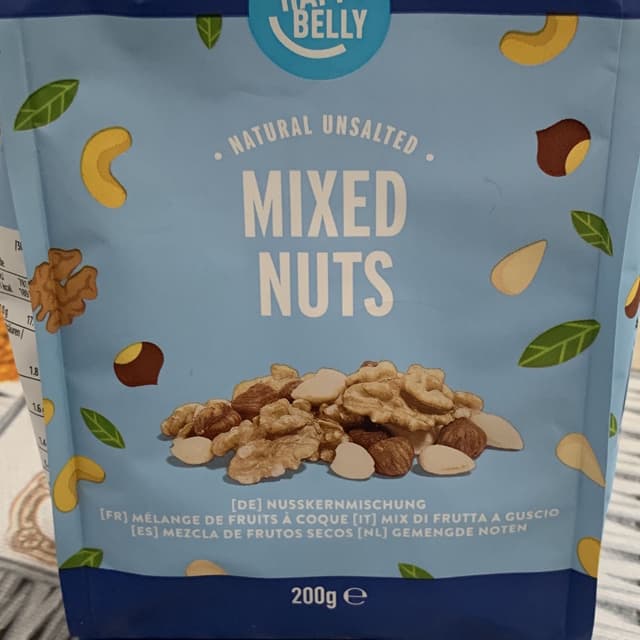 BELLY
NATURAL UNSALTED
MIXED
NUTS
[DE] NUSSKERNMISCHUNG
[FR] MÉLANGE DE FRUITS À COQUE [IT] MIX DI FRUTTA A GUSCIO
[ES] MEZCLA DE FRUTOS SECOS [NL] GEMENGDE NOTEN
200g ℮